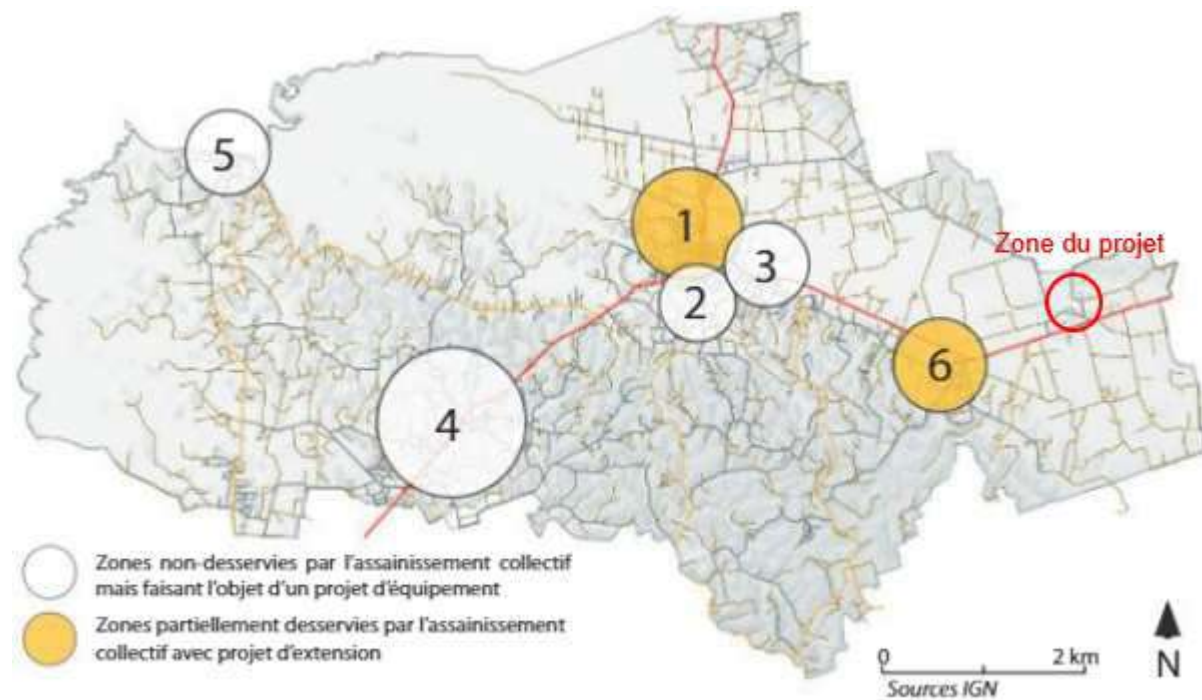 5
1
3
Zone du projet
2
6
4
Zones non-desservies par l'assainissement collectif
mais faisant l'objet d'un projet d'équipement
Zones partiellement desservies par l'assainissement
collectif avec projet d'extension
0 2 km
Sources IGN
N